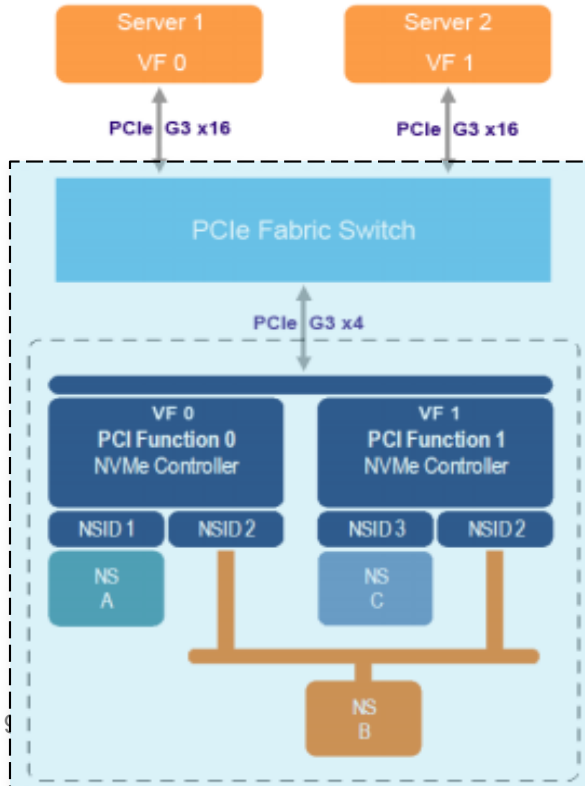 Server 1
VF 0
Server 2
VF 1
PCIe G3 x16
PCIe G3 x16
PCIe Fabric Switch
PCIe G3 x4
VF 0
PCI Function 0
NVMe Controller
VF 1
PCI Function 1
NVMe Controller
NSID 1
NSID 2
NSID 3
NSID 2
NS
A
NS
C
NS
B